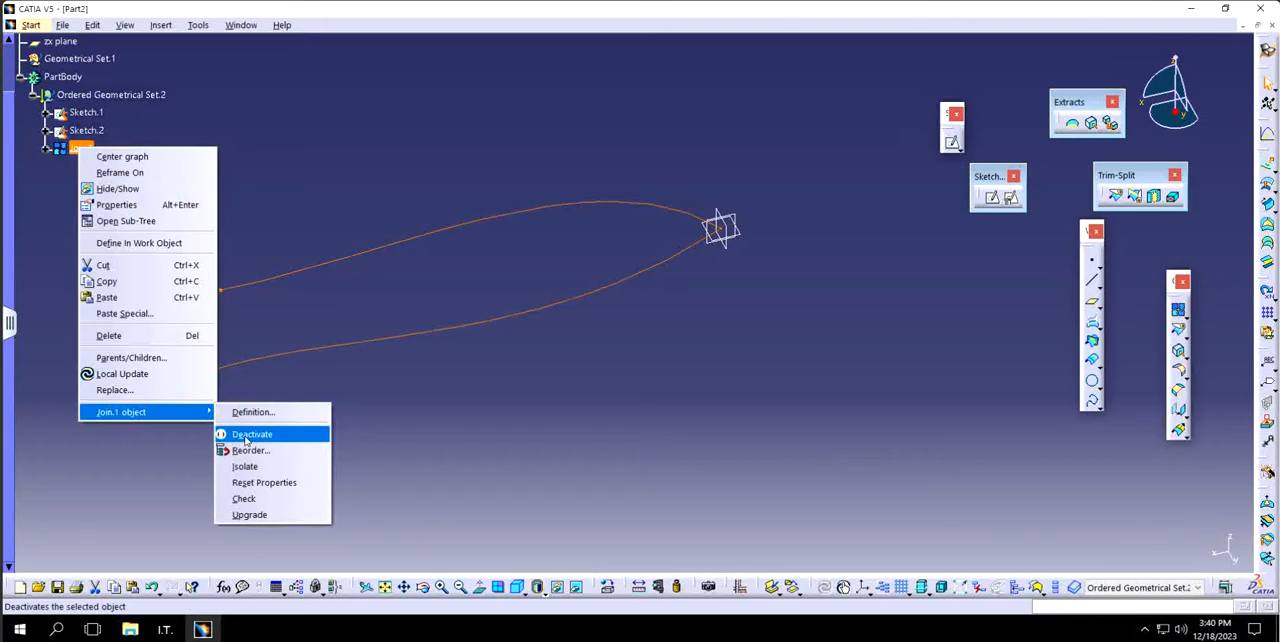 CATIA V5 - [Part2]
Start File Edit View Insert Tools Window Help
zx plane
Geometrical Set.1
PartBody
Ordered Geometrical Set.2
Sketch.1
Sketch.2
Center graph
Reframe On
Hide/Show
Properties Alt+Enter
Open Sub-Tree
Define In Work Object
Cut Ctrl+X
Copy Ctrl+C
Paste Ctrl+V
Paste Special...
Delete Del
Parents/Children...
Local Update
Replace...
Join.1 object
Definition...
Deactivate
Reorder...
Isolate
Reset Properties
Check
Upgrade
Extracts
Sketch...
Trim-Split
z
x
y
z
x
y
Ordered Geometrical Set.2
CATIA
Deactivates the selected object
I.T.
3:40 PM
12/18/2023